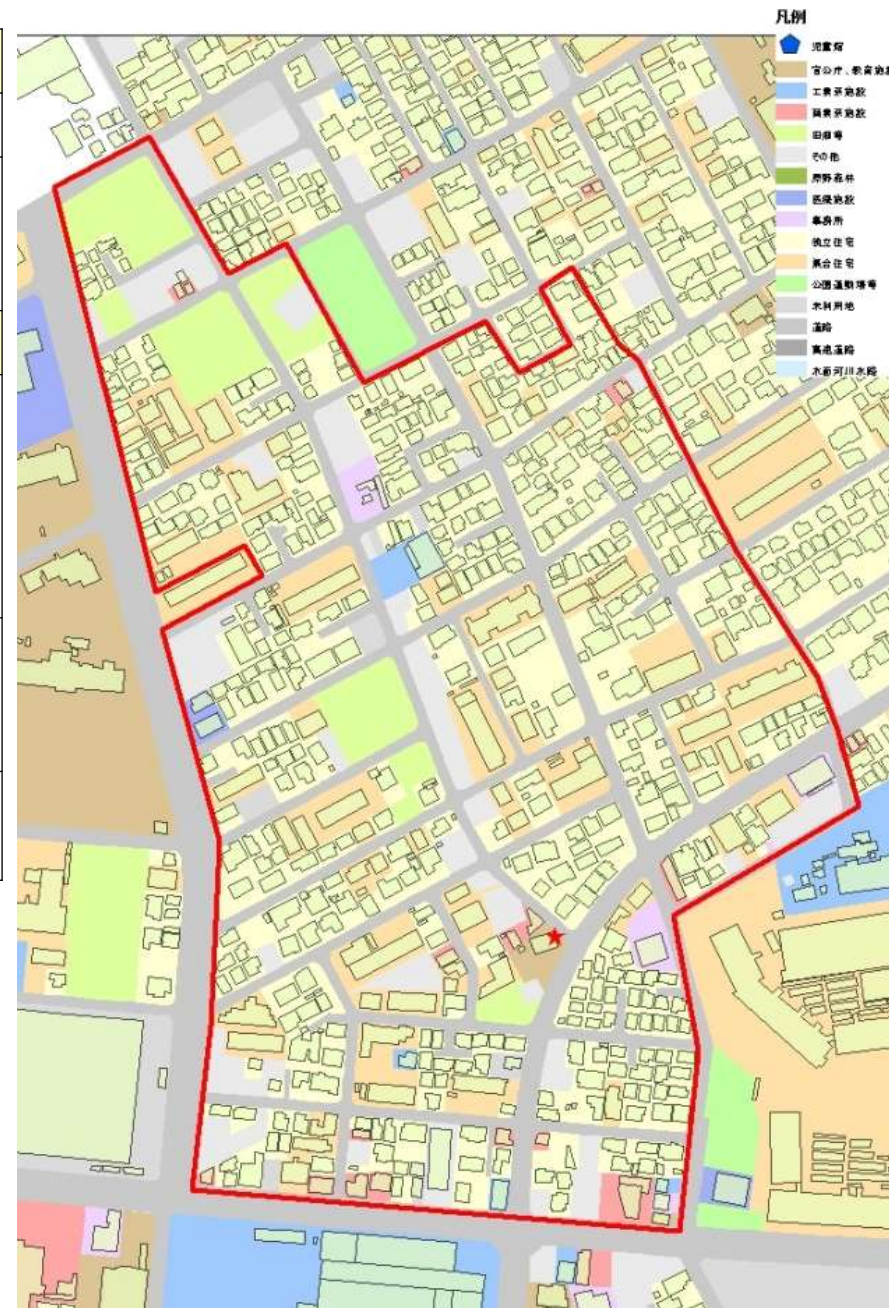 凡例
児童館
官公庁、教育施設
工業系施設
商業系施設
田畑等
その他
原野森林
医療施設
事務所
独立住宅
集合住宅
公園運動場等
未利用地
道路
高速道路
水面河川水路